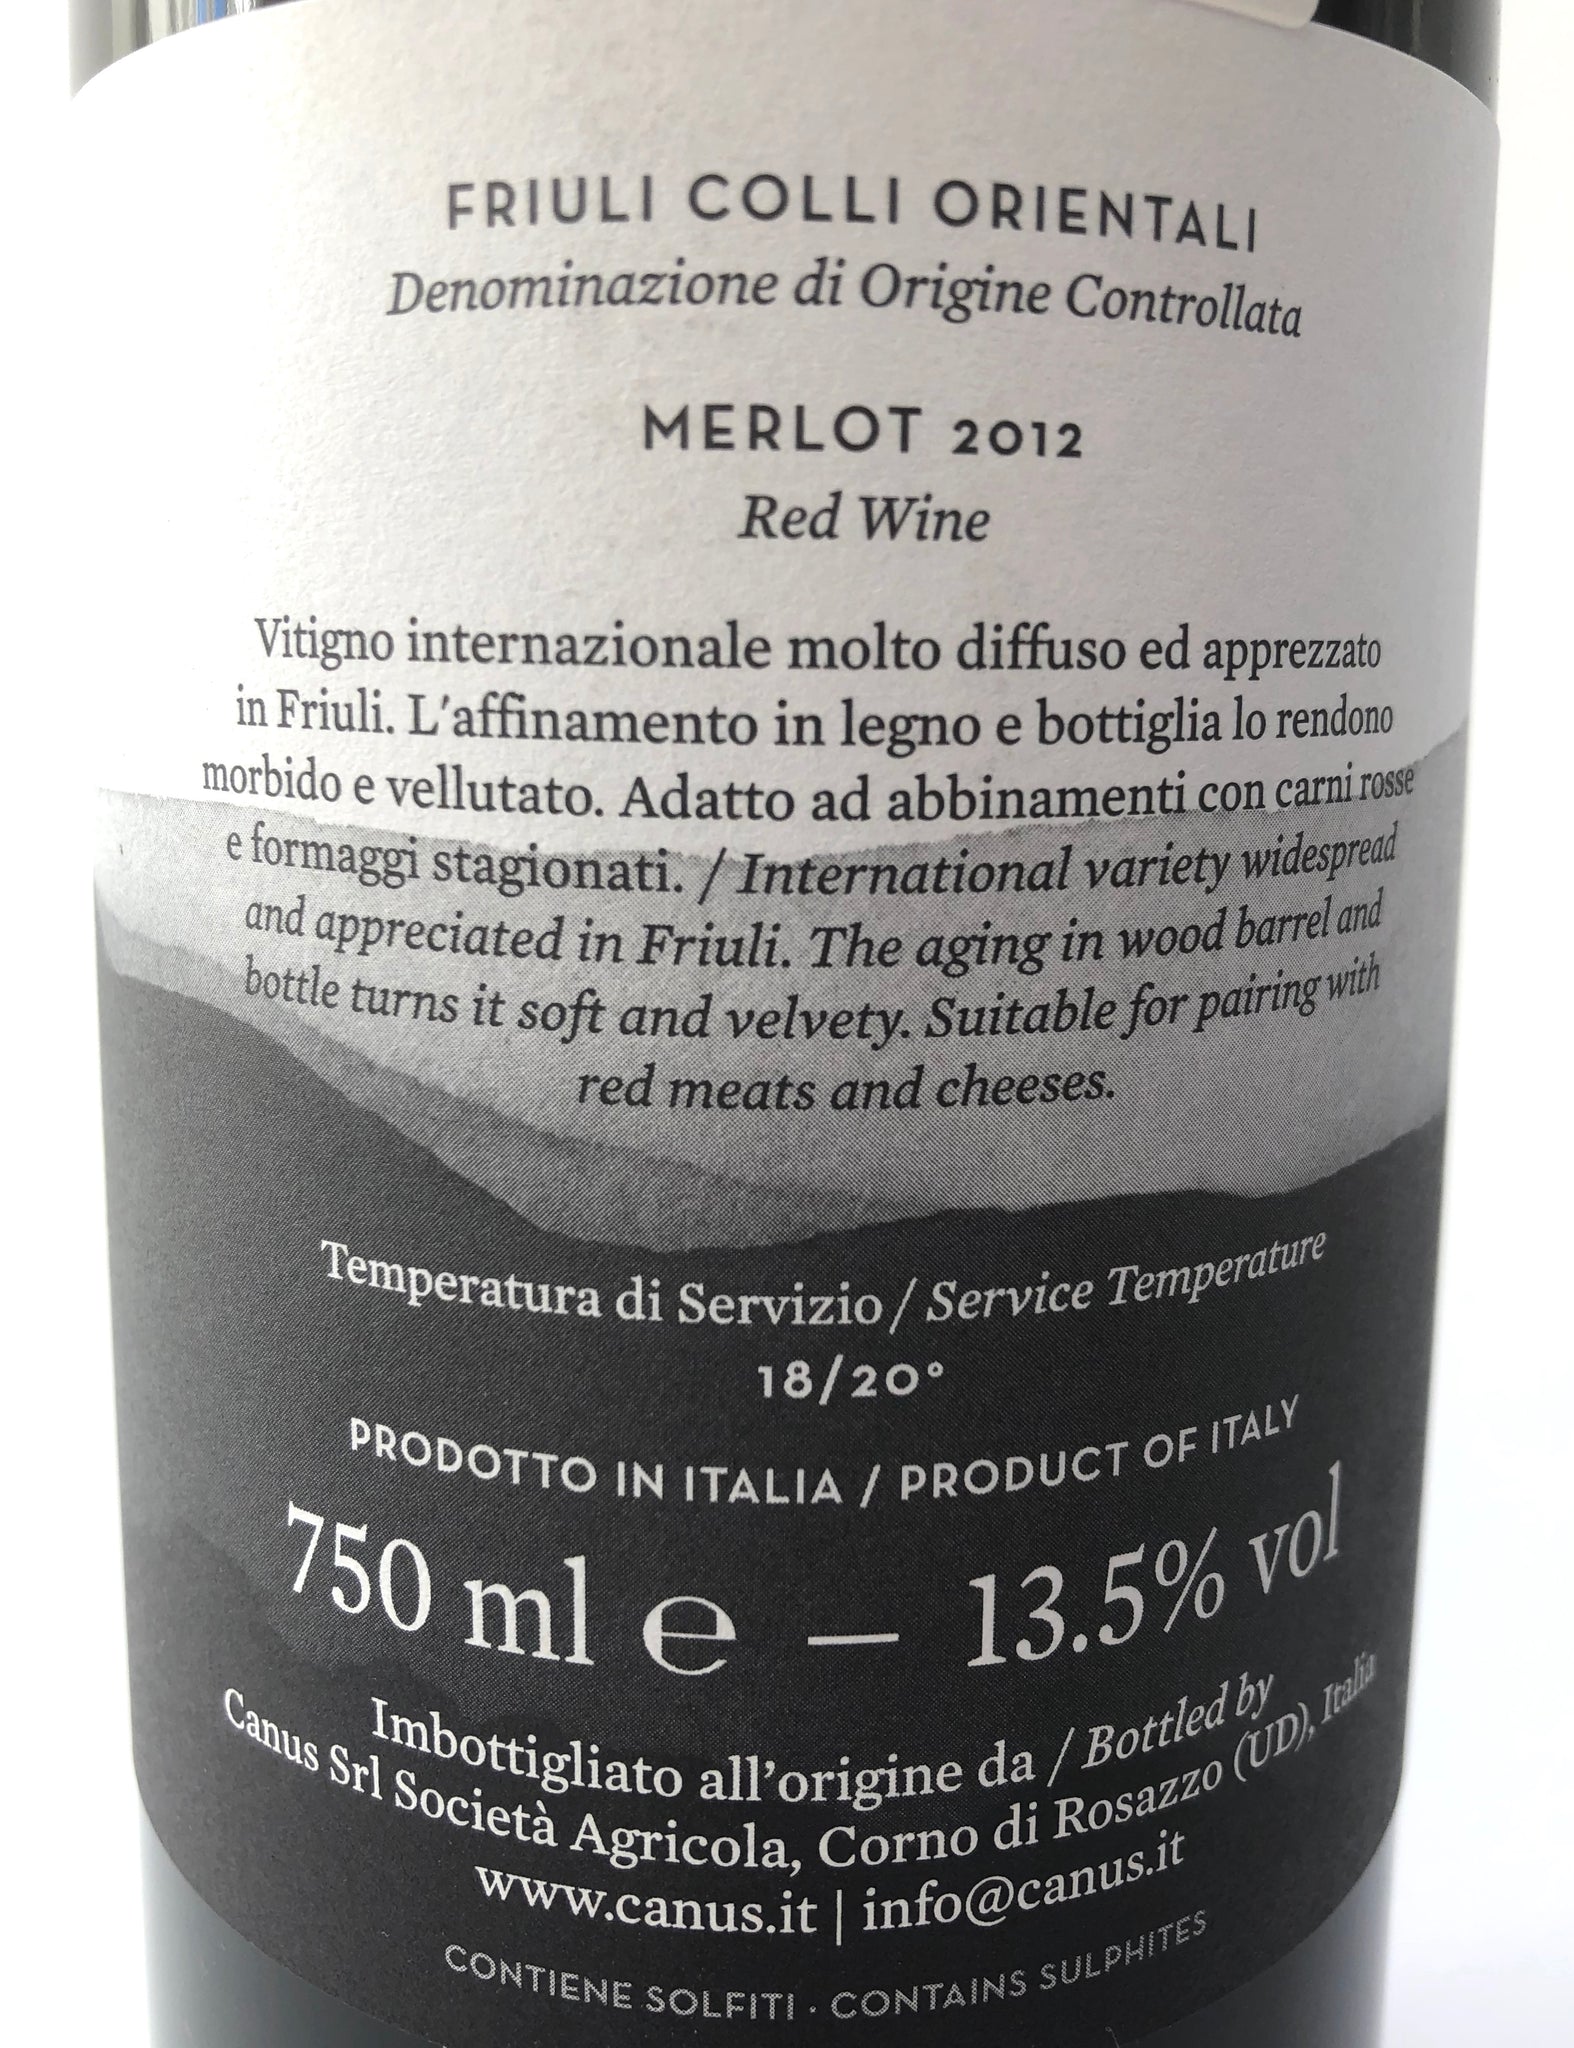 FRIULI COLLI ORIENTALI
Denominazione di Origine Controllata
MERLOT 2012
Red Wine
Vitigno internazionale molto diffuso ed apprezzato
in Friuli. L'affinamento in legno e bottiglia lo rendono
morbido e vellutato. Adatto ad abbinamenti con carni rosse
e formaggi stagionati. / International variety widespread
and appreciated in Friuli. The aging in wood barrel and
bottle turns it soft and velvety. Suitable for pairing with
red meats and cheeses.
Temperatura di Servizio / Service Temperature
18/20°
PRODOTTO IN ITALIA / PRODUCT OF ITALY
750 ml ℮ — 13.5% vol
Imbottigliato all’origine da / Bottled by
Canus Srl Società Agricola, Corno di Rosazzo (UD), Italia
www.canus.it | info@canus.it
CONTIENE SOLFITI · CONTAINS SULPHITES